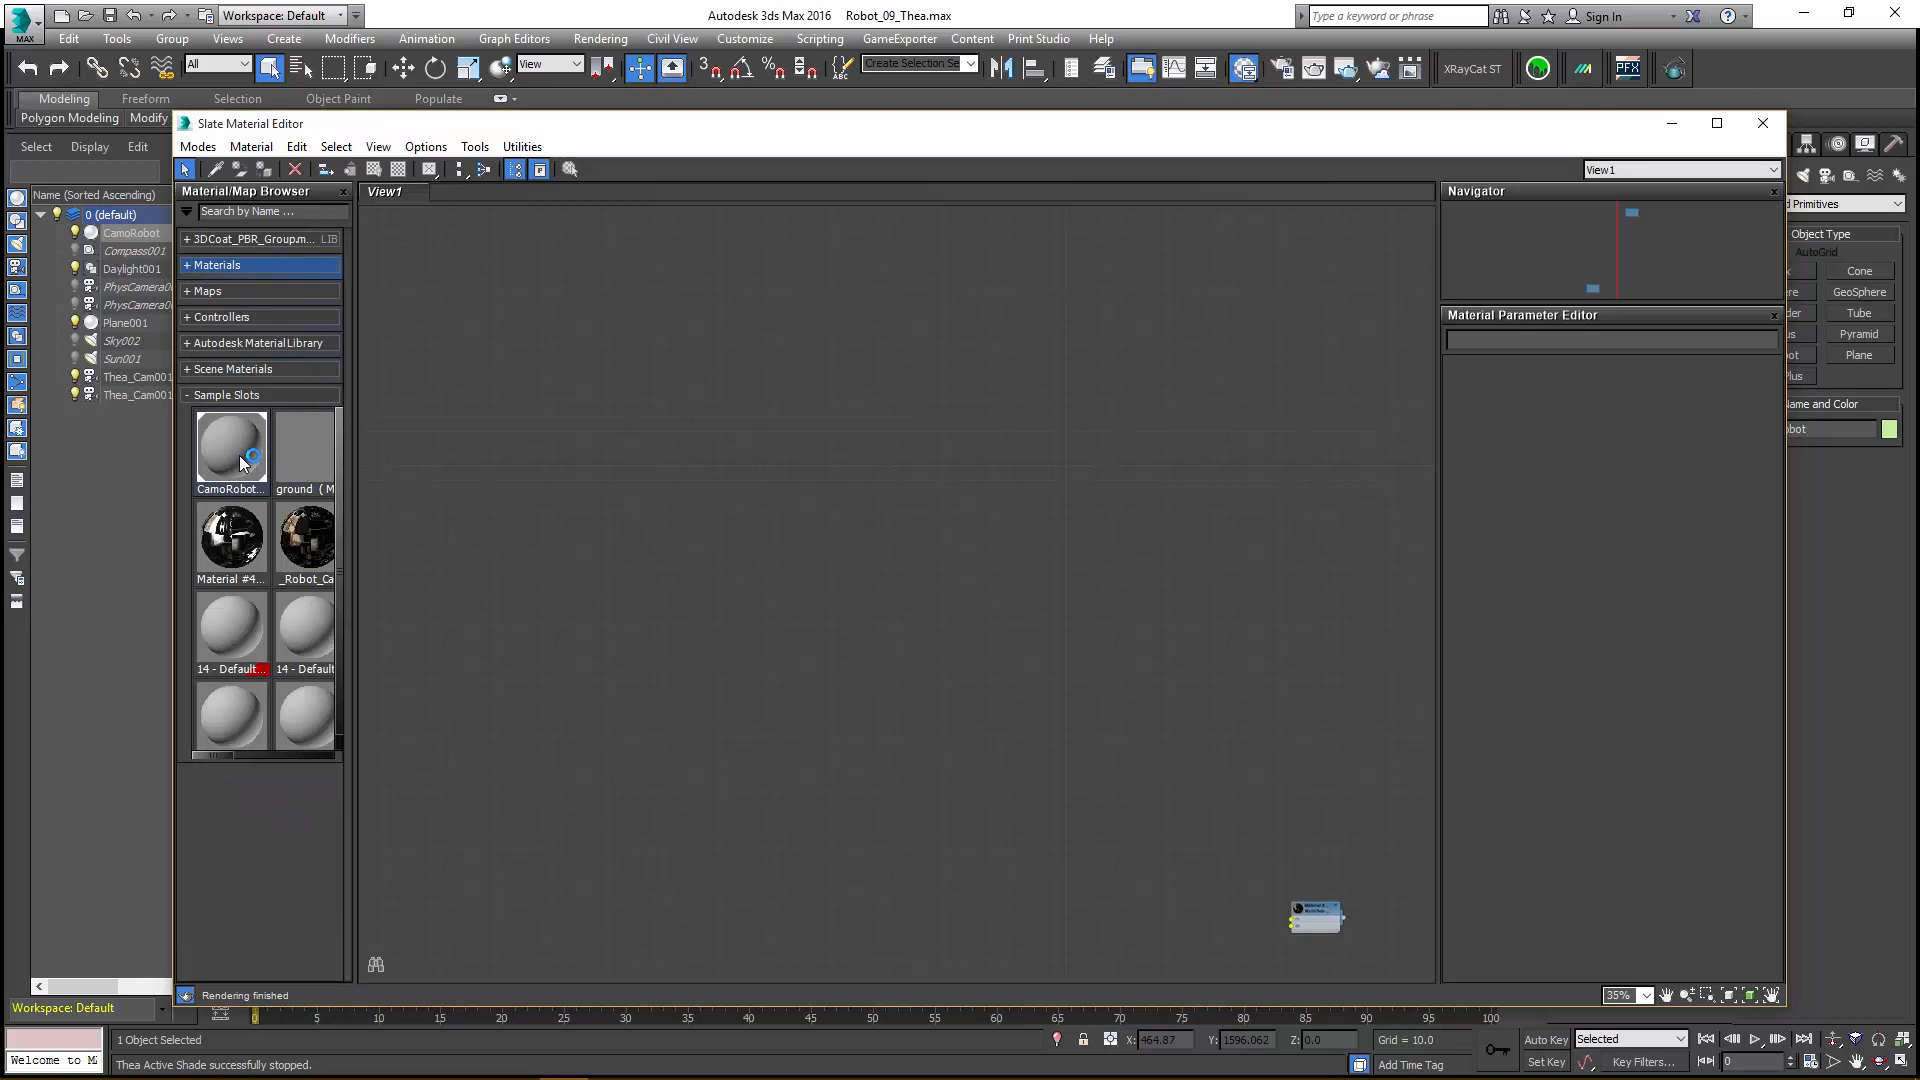 Workspace: Default
Autodesk 3ds Max 2016 Robot_09_Thea.max
Type a keyword or phrase
Sign In
MAX
Edit Tools Group Views Create Modifiers Animation Graph Editors Rendering Civil View Customize Scripting GameExporter Content Print Studio Help
All
View
Create Selection Se
XRayCat ST
PFX
Modeling Freeform Selection Object Paint Populate
Polygon Modeling Modify
Slate Material Editor
Select Display Edit
Modes Material Edit Select View Options Tools Utilities
View1
Name (Sorted Ascending)
0 (default)
CamoRobot
Compass001
Daylight001
PhysCamera0
PhysCamera0
Plane001
Sky002
Sun001
Thea_Cam001
Thea_Cam001
Material/Map Browser
Search by Name ...
+ 3DCoat_PBR_Group.m... LIB
+ Materials
+ Maps
+ Controllers
+ Autodesk Material Library
+ Scene Materials
- Sample Slots
CamoRobot... ground ( M
Material #4... _Robot_Ca
14 - Default... 14 - Default
View1
Navigator
Material Parameter Editor
d Primitives
Object Type
AutoGrid
Cone
GeoSphere
Tube
Pyramid
Plane
Plus
ame and Color
obot
Rendering finished
35%
Workspace: Default
0 5 10 15 20 25 30 35 40 45 50 55 60 65 70 75 80 85 90 95 100
1 Object Selected
X: 464.87 Y: 1596.062 Z: 0.0 Grid = 10.0
Auto Key Selected
Welcome to M
Thea Active Shade successfully stopped.
Add Time Tag
Set Key Key Filters...
0